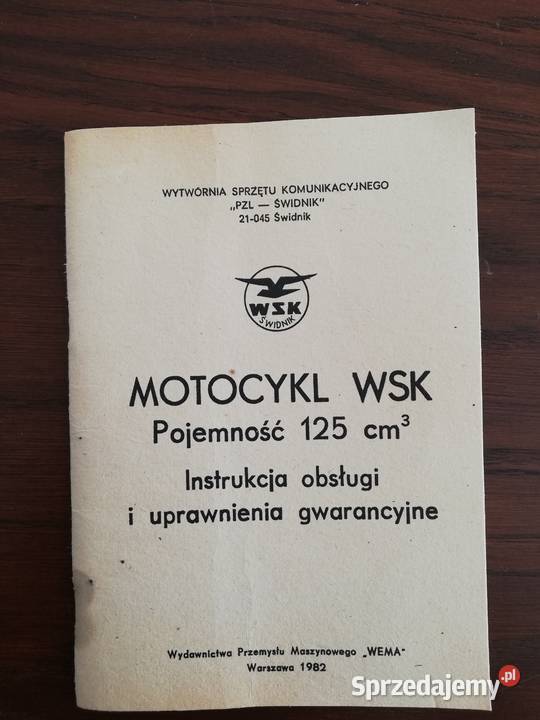 WYTWÓRNIA SPRZĘTU KOMUNIKACYJNEGO
„PZL — ŚWIDNIK"
21-045 Świdnik
WSK
ŚWIDNIK
MOTOCYKL WSK
Pojemność 125 cm³
Instrukcja obsługi
i uprawnienia gwarancyjne
Wydawnictwa Przemysłu Maszynowego „WEMA"
Warszawa 1982
Sprzedajemy.pl